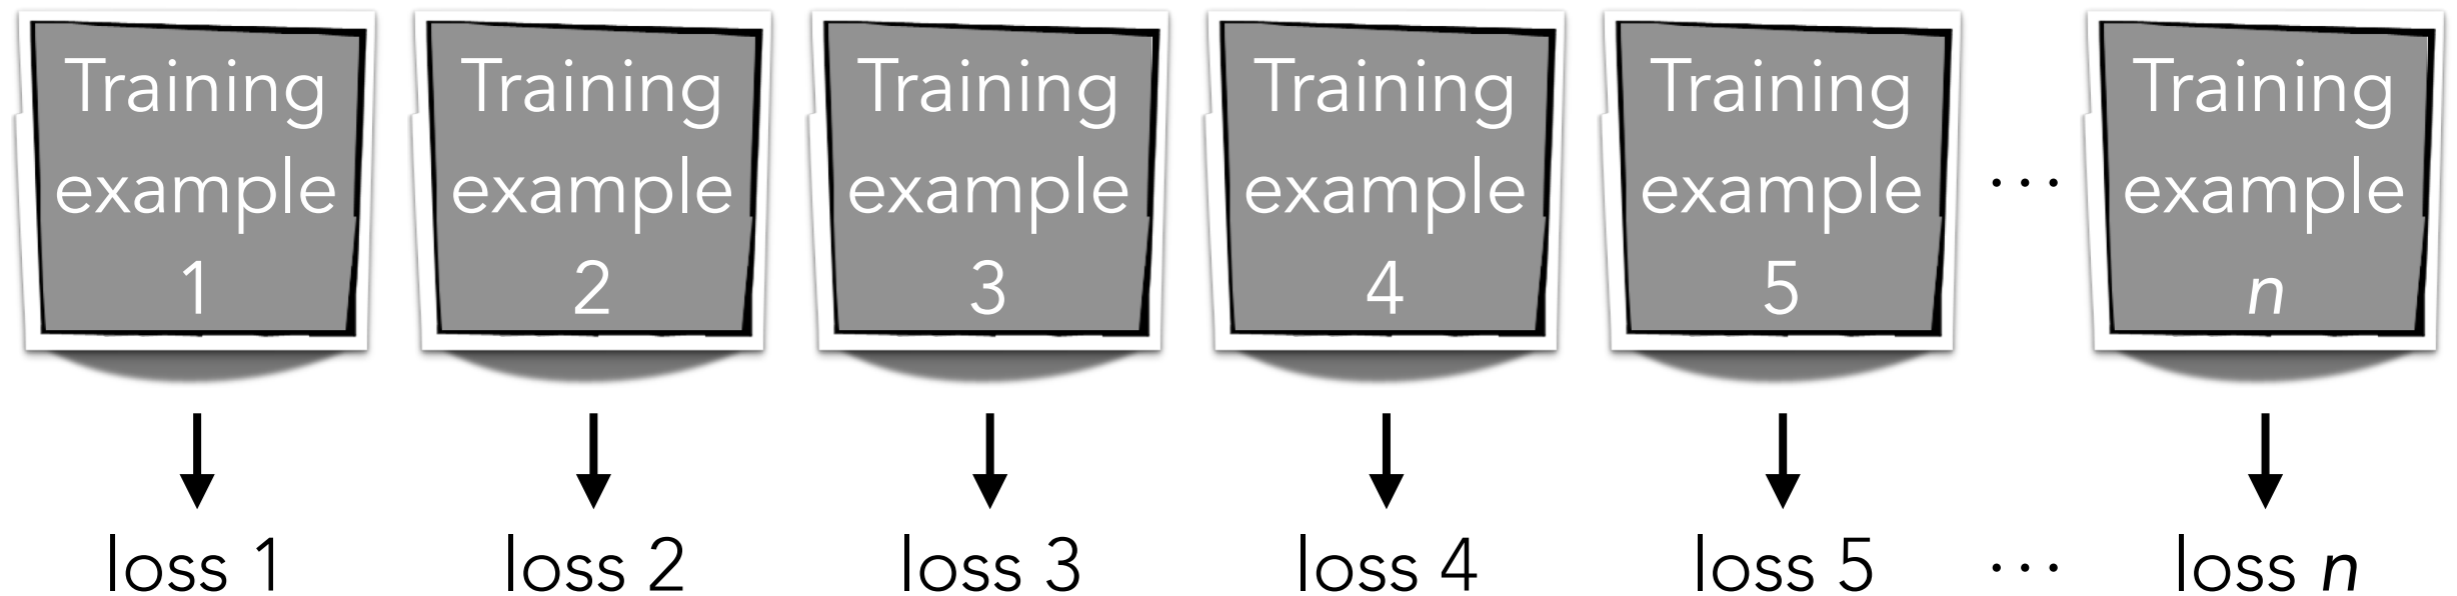 Training
example
1
Training
example
2
Training
example
3
Training
example
4
Training
example
5
...
Training
example
n
loss 1
loss 2
loss 3
loss 4
loss 5
...
loss n